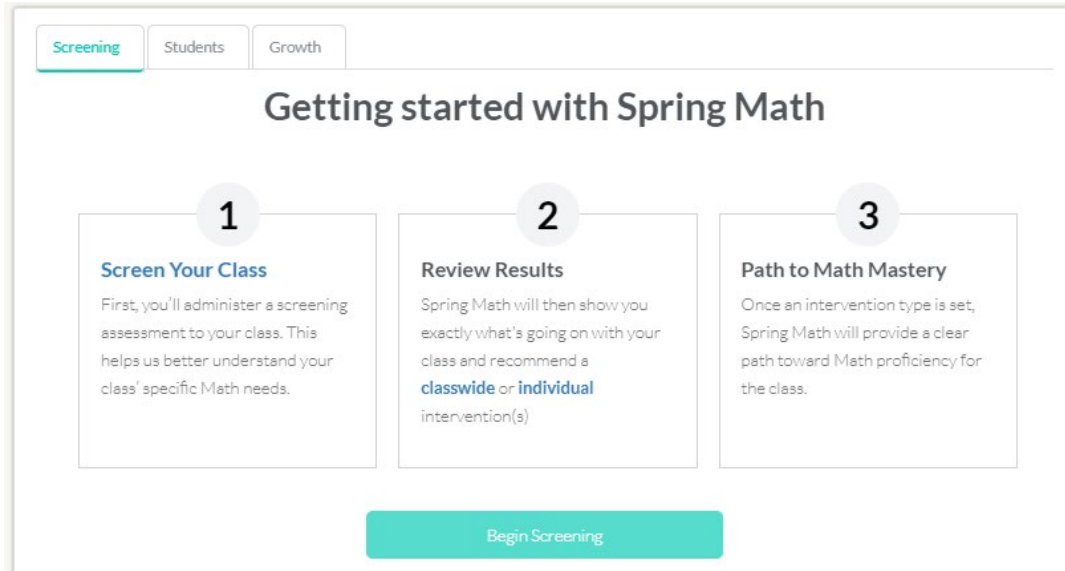 Screening
Students
Growth
Getting started with Spring Math
1
Screen Your Class
First, you'll administer a screening
assessment to your class. This
helps us better understand your
class' specific Math needs.
2
Review Results
Spring Math will then show you
exactly what's going on with your
class and recommend a
classwide or individual
intervention(s)
3
Path to Math Mastery
Once an intervention type is set,
Spring Math will provide a clear
path toward Math proficiency for
the class.
Begin Screening